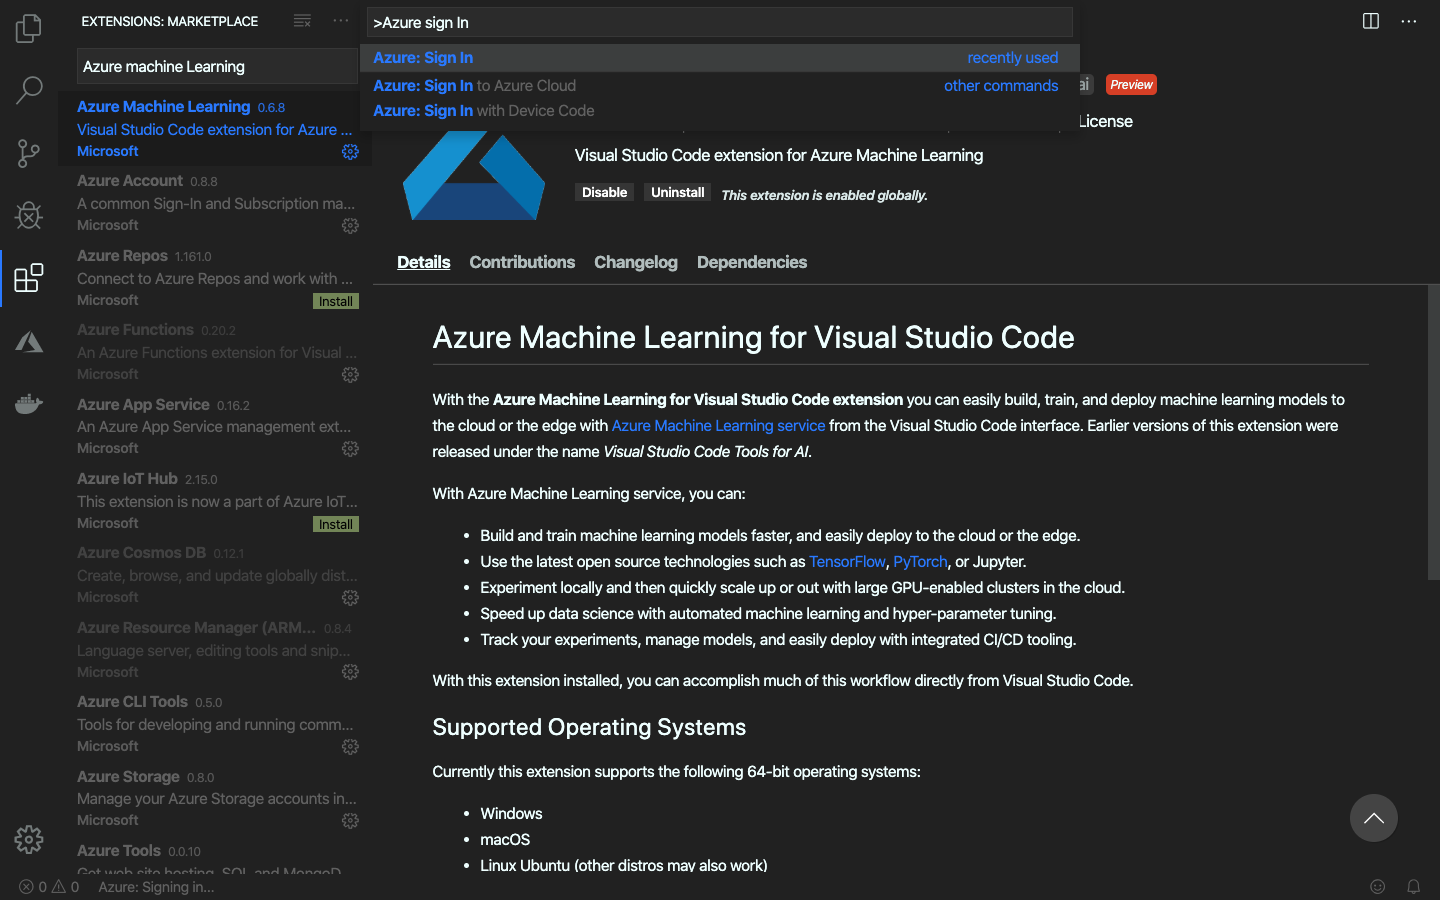 EXTENSIONS: MARKETPLACE
Azure machine Learning
Azure Machine Learning 0.6.8
Visual Studio Code extension for Azure ...
Microsoft
Azure Account 0.8.8
A common Sign-In and Subscription ma...
Microsoft
Azure Repos 1.161.0
Connect to Azure Repos and work with ...
Microsoft
Install
Azure Functions 0.20.2
An Azure Functions extension for Visual ...
Microsoft
Azure App Service 0.16.2
An Azure App Service management ext...
Microsoft
Azure IoT Hub 2.15.0
This extension is now a part of Azure IoT...
Microsoft
Install
Azure Cosmos DB 0.12.1
Create, browse, and update globally dist...
Microsoft
Azure Resource Manager (ARM... 0.8.4
Language server, editing tools and snip...
Microsoft
Azure CLI Tools 0.5.0
Tools for developing and running comm...
Microsoft
Azure Storage 0.8.0
Manage your Azure Storage accounts in...
Microsoft
Azure Tools 0.0.10
Get web site hosting, SQL and MongoD
>Azure sign In
Azure: Sign In recently used
Azure: Sign In to Azure Cloud other commands
Azure: Sign In with Device Code
ai Preview
License
Visual Studio Code extension for Azure Machine Learning
Disable Uninstall This extension is enabled globally.
Details Contributions Changelog Dependencies
Azure Machine Learning for Visual Studio Code
With the Azure Machine Learning for Visual Studio Code extension you can easily build, train, and deploy machine learning models to
the cloud or the edge with Azure Machine Learning service from the Visual Studio Code interface. Earlier versions of this extension were
released under the name Visual Studio Code Tools for AI.
With Azure Machine Learning service, you can:
• Build and train machine learning models faster, and easily deploy to the cloud or the edge.
• Use the latest open source technologies such as TensorFlow, PyTorch, or Jupyter.
• Experiment locally and then quickly scale up or out with large GPU-enabled clusters in the cloud.
• Speed up data science with automated machine learning and hyper-parameter tuning.
• Track your experiments, manage models, and easily deploy with integrated CI/CD tooling.
With this extension installed, you can accomplish much of this workflow directly from Visual Studio Code.
Supported Operating Systems
Currently this extension supports the following 64-bit operating systems:
• Windows
• macOS
• Linux Ubuntu (other distros may also work)
0 0 Azure: Signing in...